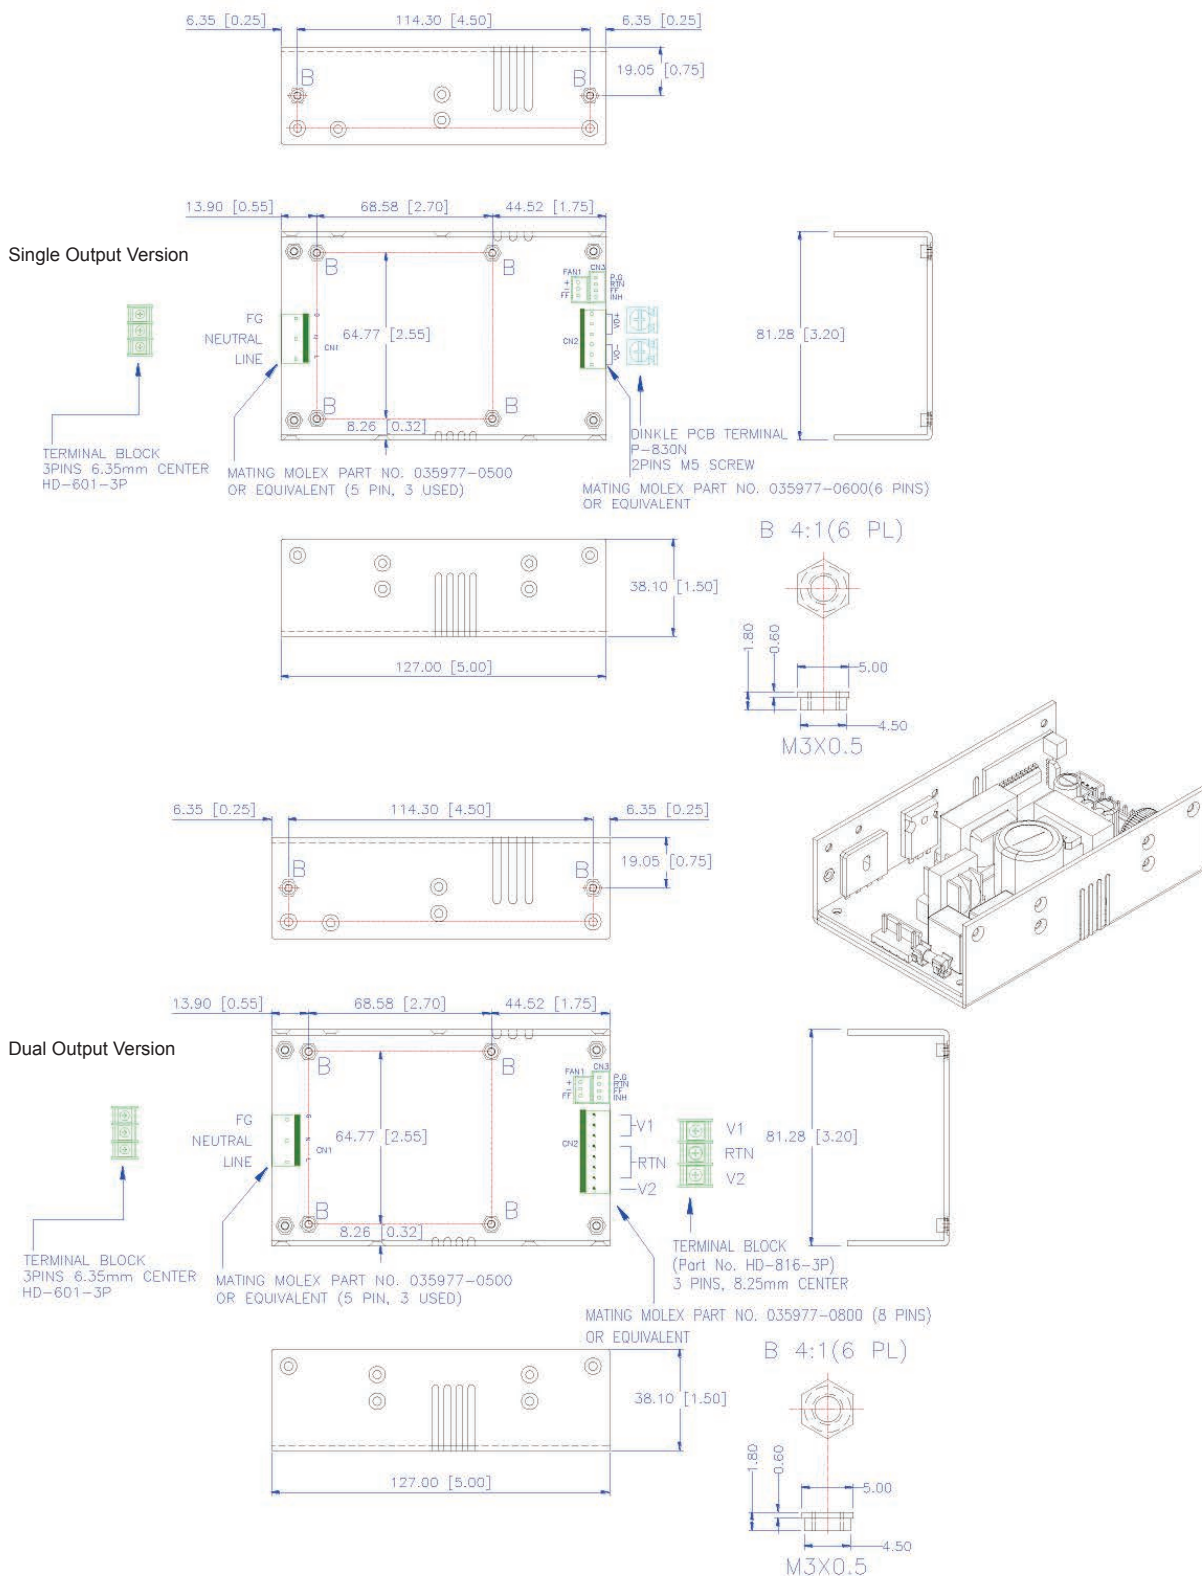 6.35 [0.25]
114.30 [4.50]
6.35 [0.25]
19.05 [0.75]
B
B
13.90 [0.55]
68.58 [2.70]
44.52 [1.75]
Single Output Version
B
B
FAN1
CN3
+
-
FF
P.G
RTN
FF
INH
FG
NEUTRAL
LINE
CN1
64.77 [2.55]
CN2
VO+
VO-
81.28 [3.20]
B
B
8.26 [0.32]
TERMINAL BLOCK
3PINS 6.35mm CENTER
HD-601-3P
MATING MOLEX PART NO. 035977-0500
OR EQUIVALENT (5 PIN, 3 USED)
DINKLE PCB TERMINAL
P-830N
2PINS M5 SCREW
MATING MOLEX PART NO. 035977-0600(6 PINS)
OR EQUIVALENT
B 4:1(6 PL)
38.10 [1.50]
1.80
0.60
5.00
127.00 [5.00]
4.50
M3X0.5
6.35 [0.25]
114.30 [4.50]
6.35 [0.25]
19.05 [0.75]
B
B
13.90 [0.55]
68.58 [2.70]
44.52 [1.75]
Dual Output Version
B
B
FAN1
CN3
+
-
FF
P.G
RTN
FF
INH
FG
NEUTRAL
LINE
CN1
64.77 [2.55]
CN2
V1
RTN
V2
V1
RTN
V2
81.28 [3.20]
B
B
8.26 [0.32]
TERMINAL BLOCK
3PINS 6.35mm CENTER
HD-601-3P
MATING MOLEX PART NO. 035977-0500
OR EQUIVALENT (5 PIN, 3 USED)
TERMINAL BLOCK
(Part No. HD-816-3P)
3 PINS, 8.25mm CENTER
MATING MOLEX PART NO. 035977-0800 (8 PINS)
OR EQUIVALENT
B 4:1(6 PL)
38.10 [1.50]
1.80
0.60
5.00
127.00 [5.00]
4.50
M3X0.5